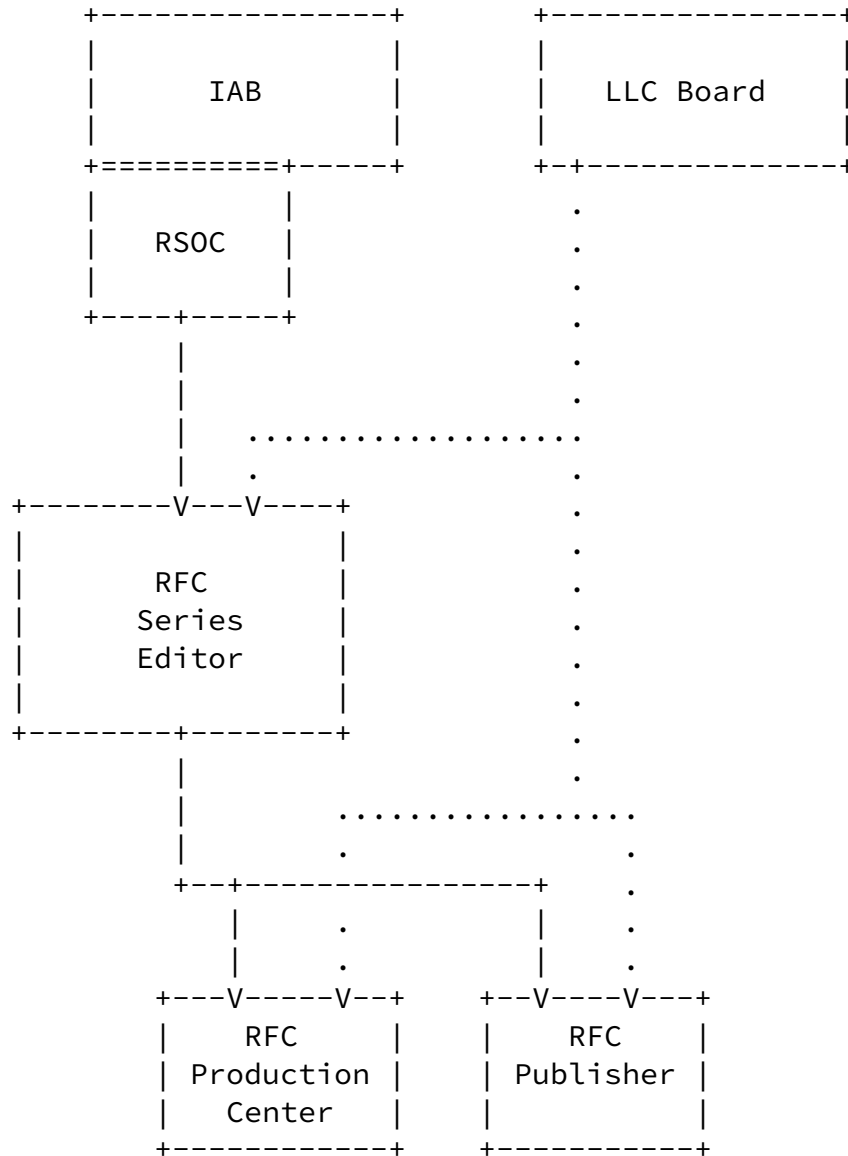 IAB
LLC Board
RSOC
RFC
Series
Editor
RFC
Production
Center
RFC
Publisher